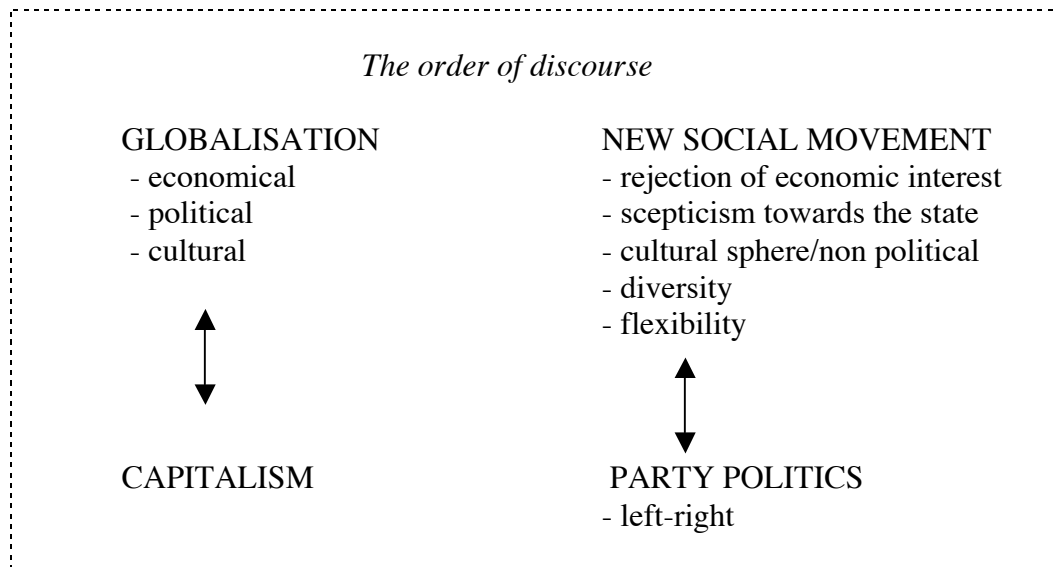 The order of discourse
GLOBALISATION
- economical
- political
- cultural
NEW SOCIAL MOVEMENT
- rejection of economic interest
- scepticism towards the state
- cultural sphere/non political
- diversity
- flexibility
CAPITALISM
PARTY POLITICS
- left-right